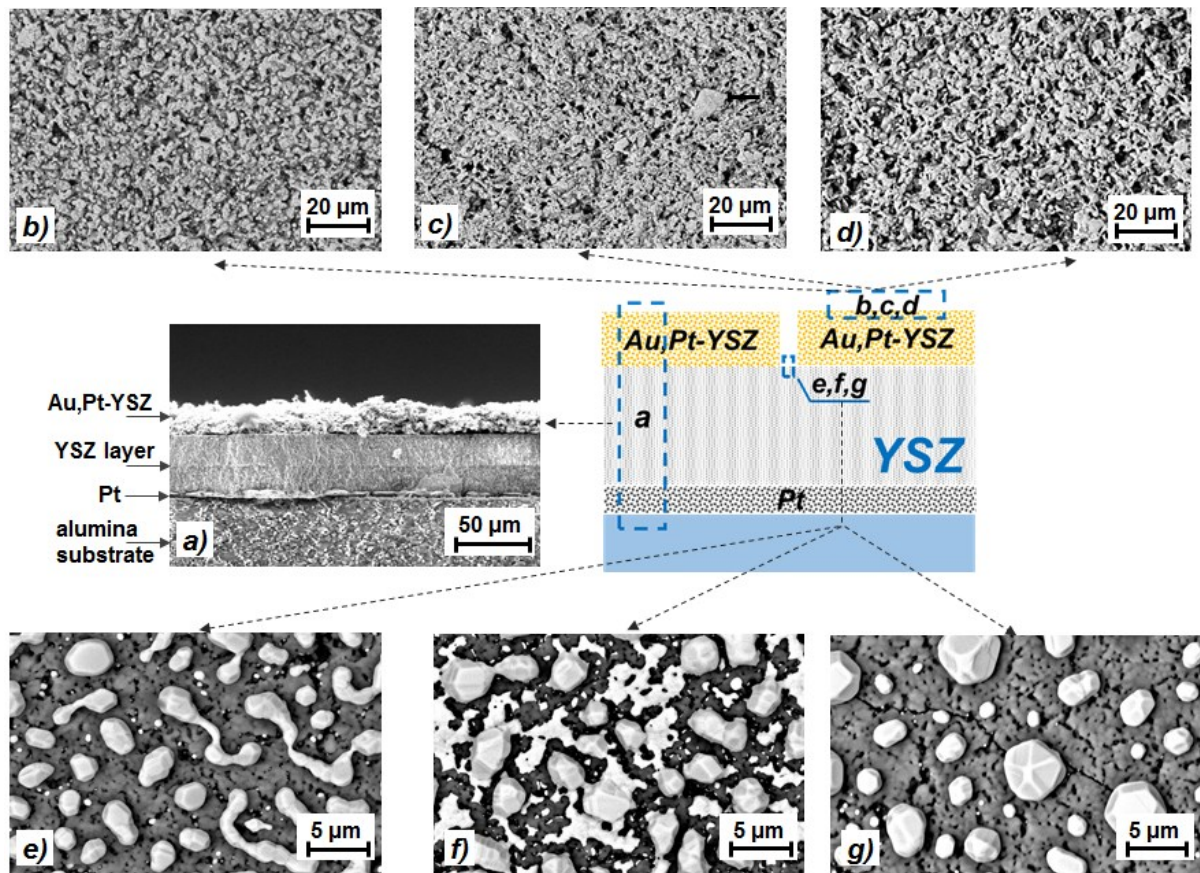 b)
20 µm
c)
20 µm
d)
20 µm
Au,Pt-YSZ
YSZ layer
Pt
alumina
substrate
a)
50 µm
b,c,d
Au,Pt-YSZ
Au,Pt-YSZ
e,f,g
a
YSZ
Pt
e)
5 µm
f)
5 µm
g)
5 µm